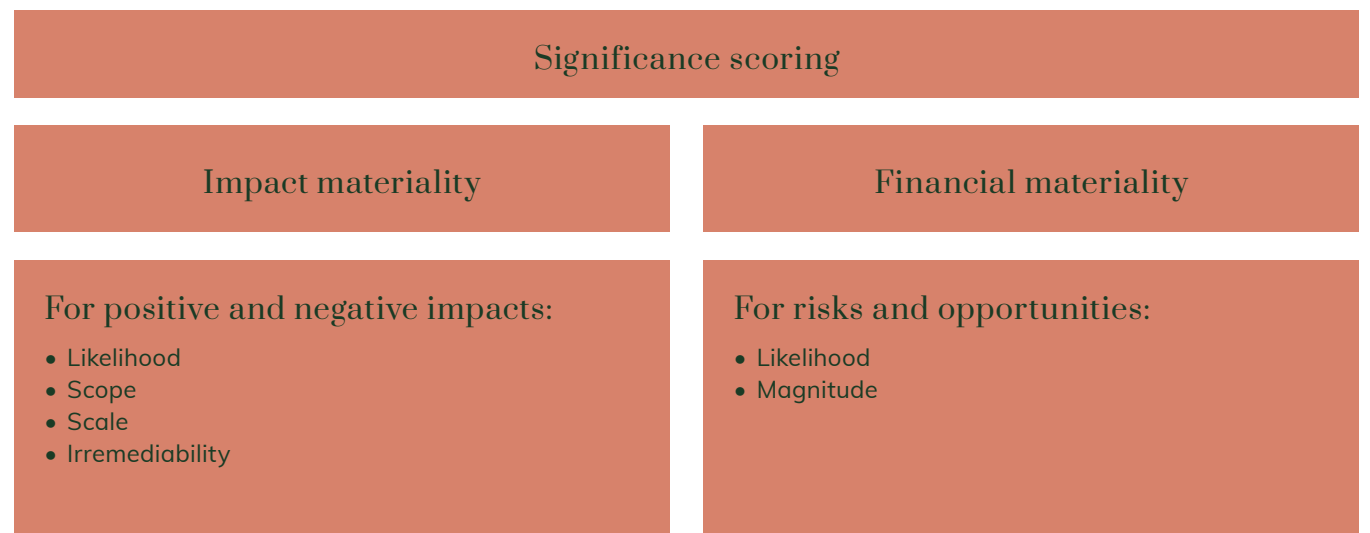 Significance scoring
Impact materiality
Financial materiality
For positive and negative impacts:
• Likelihood
• Scope
• Scale
• Irremediability
For risks and opportunities:
• Likelihood
• Magnitude